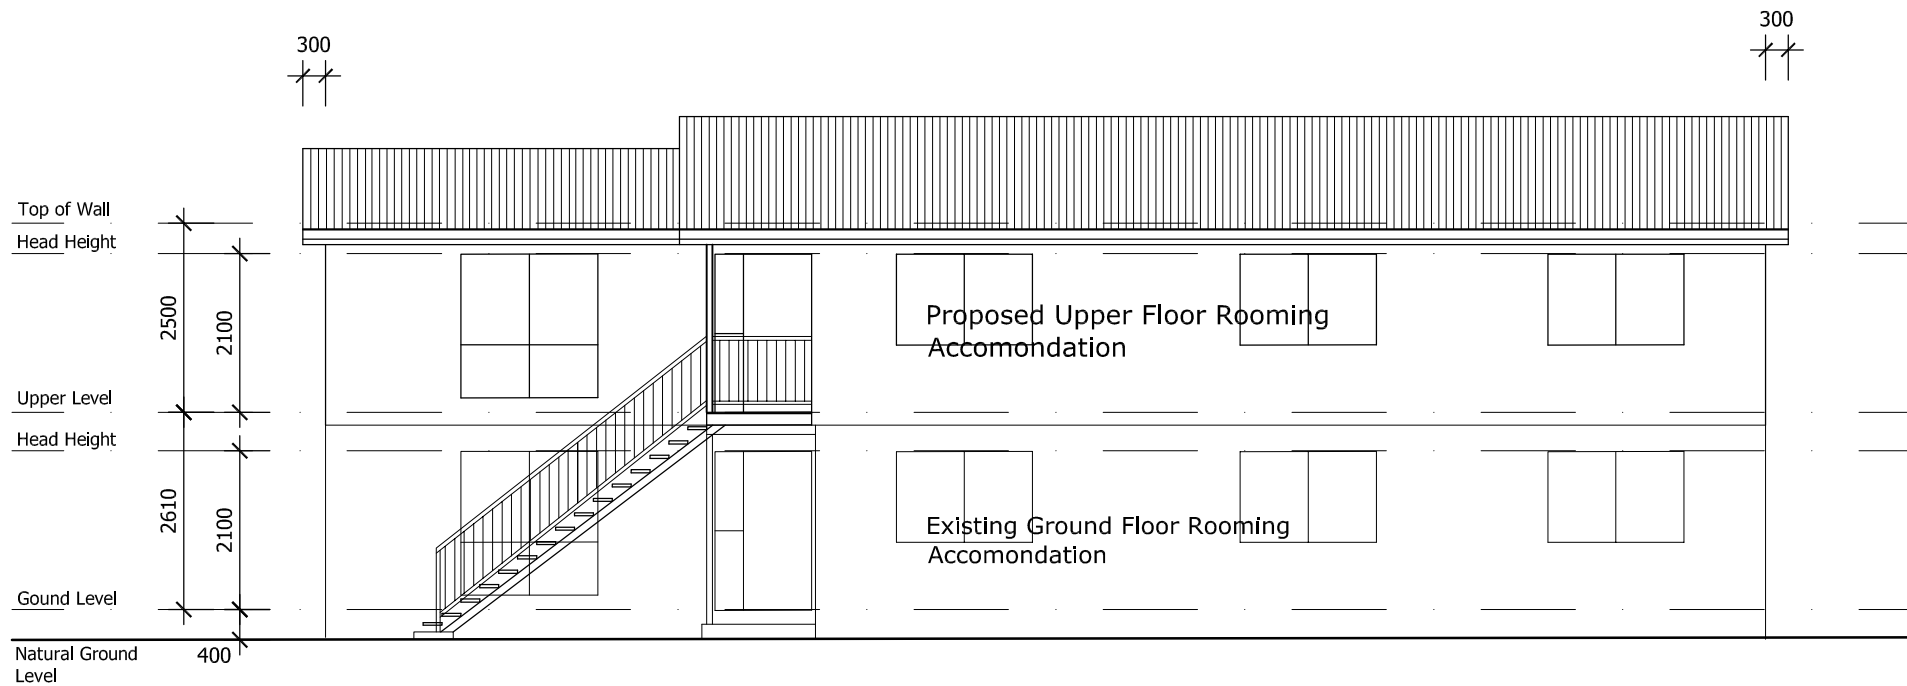 300
300
Top of Wall
Head Height
2500
2100
Proposed Upper Floor Rooming
Accomondation
Upper Level
Head Height
2610
2100
Existing Ground Floor Rooming
Accomondation
Gound Level
Natural Ground
Level
400